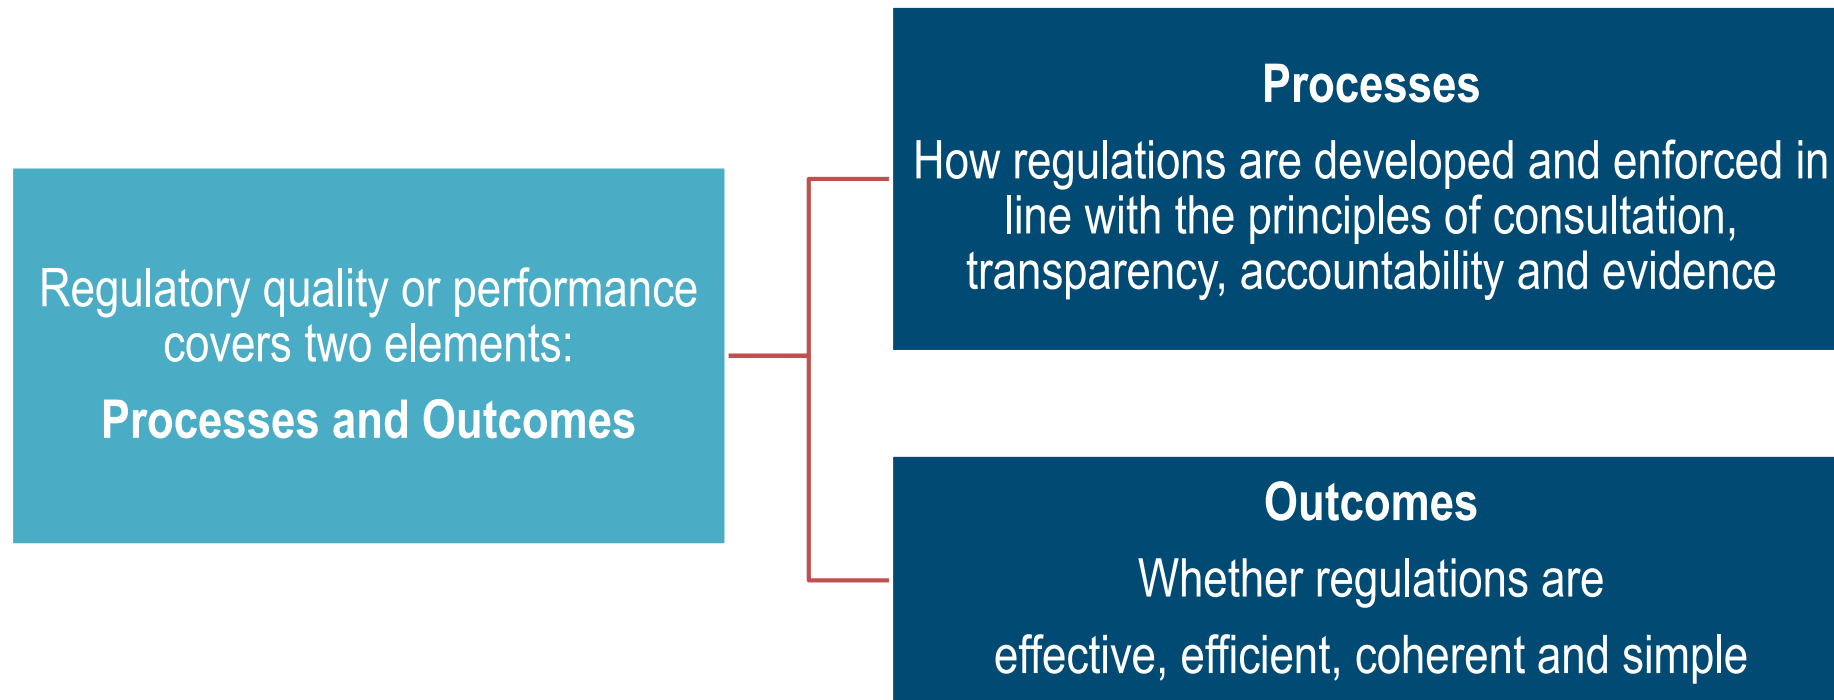 Regulatory quality or performance
covers two elements:
Processes and Outcomes
Processes
How regulations are developed and enforced in
line with the principles of consultation,
transparency, accountability and evidence
Outcomes
Whether regulations are
effective, efficient, coherent and simple